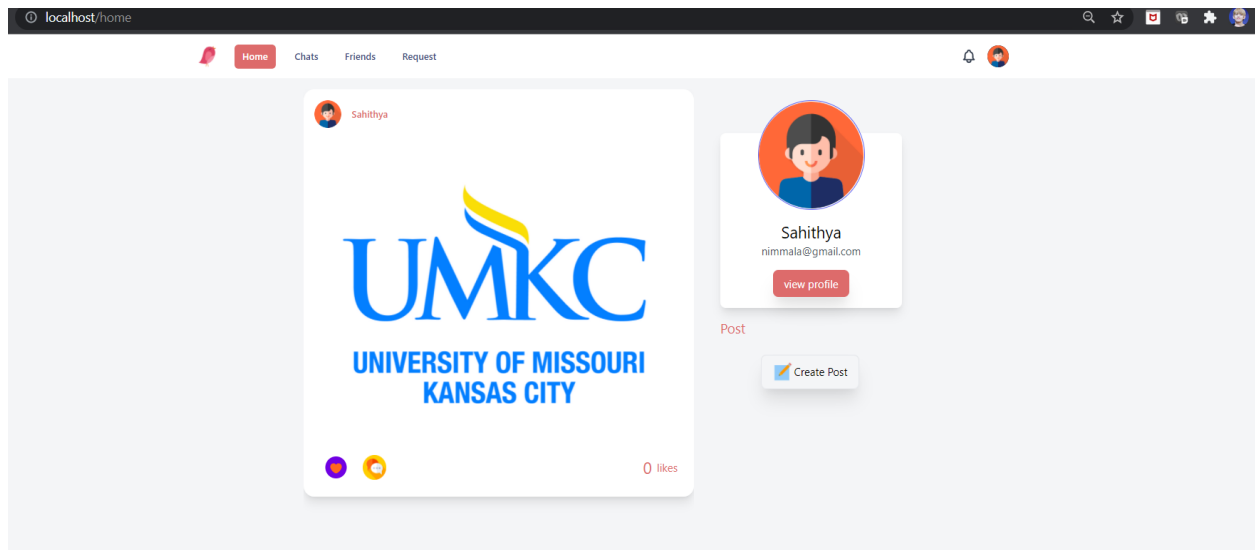 localhost/home
Home Chats Friends Request
Sahithya
UMKC
UNIVERSITY OF MISSOURI
KANSAS CITY
0 likes
Sahithya
nimmala@gmail.com
view profile
Post
Create Post